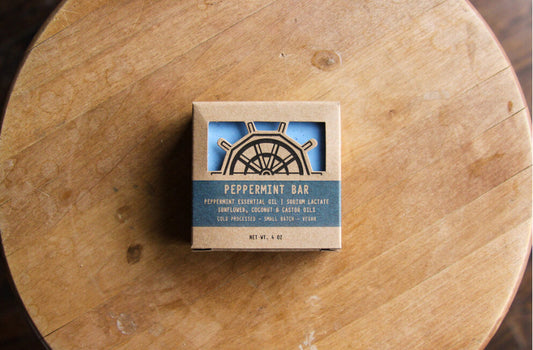 PEPPERMINT BAR
PEPPERMINT ESSENTIAL OIL | SODIUM LACTATE
SUNFLOWER, COCONUT & CASTOR OILS
COLD PROCESSED - SMALL BATCH - VEGAN
NET WT. 4 OZ